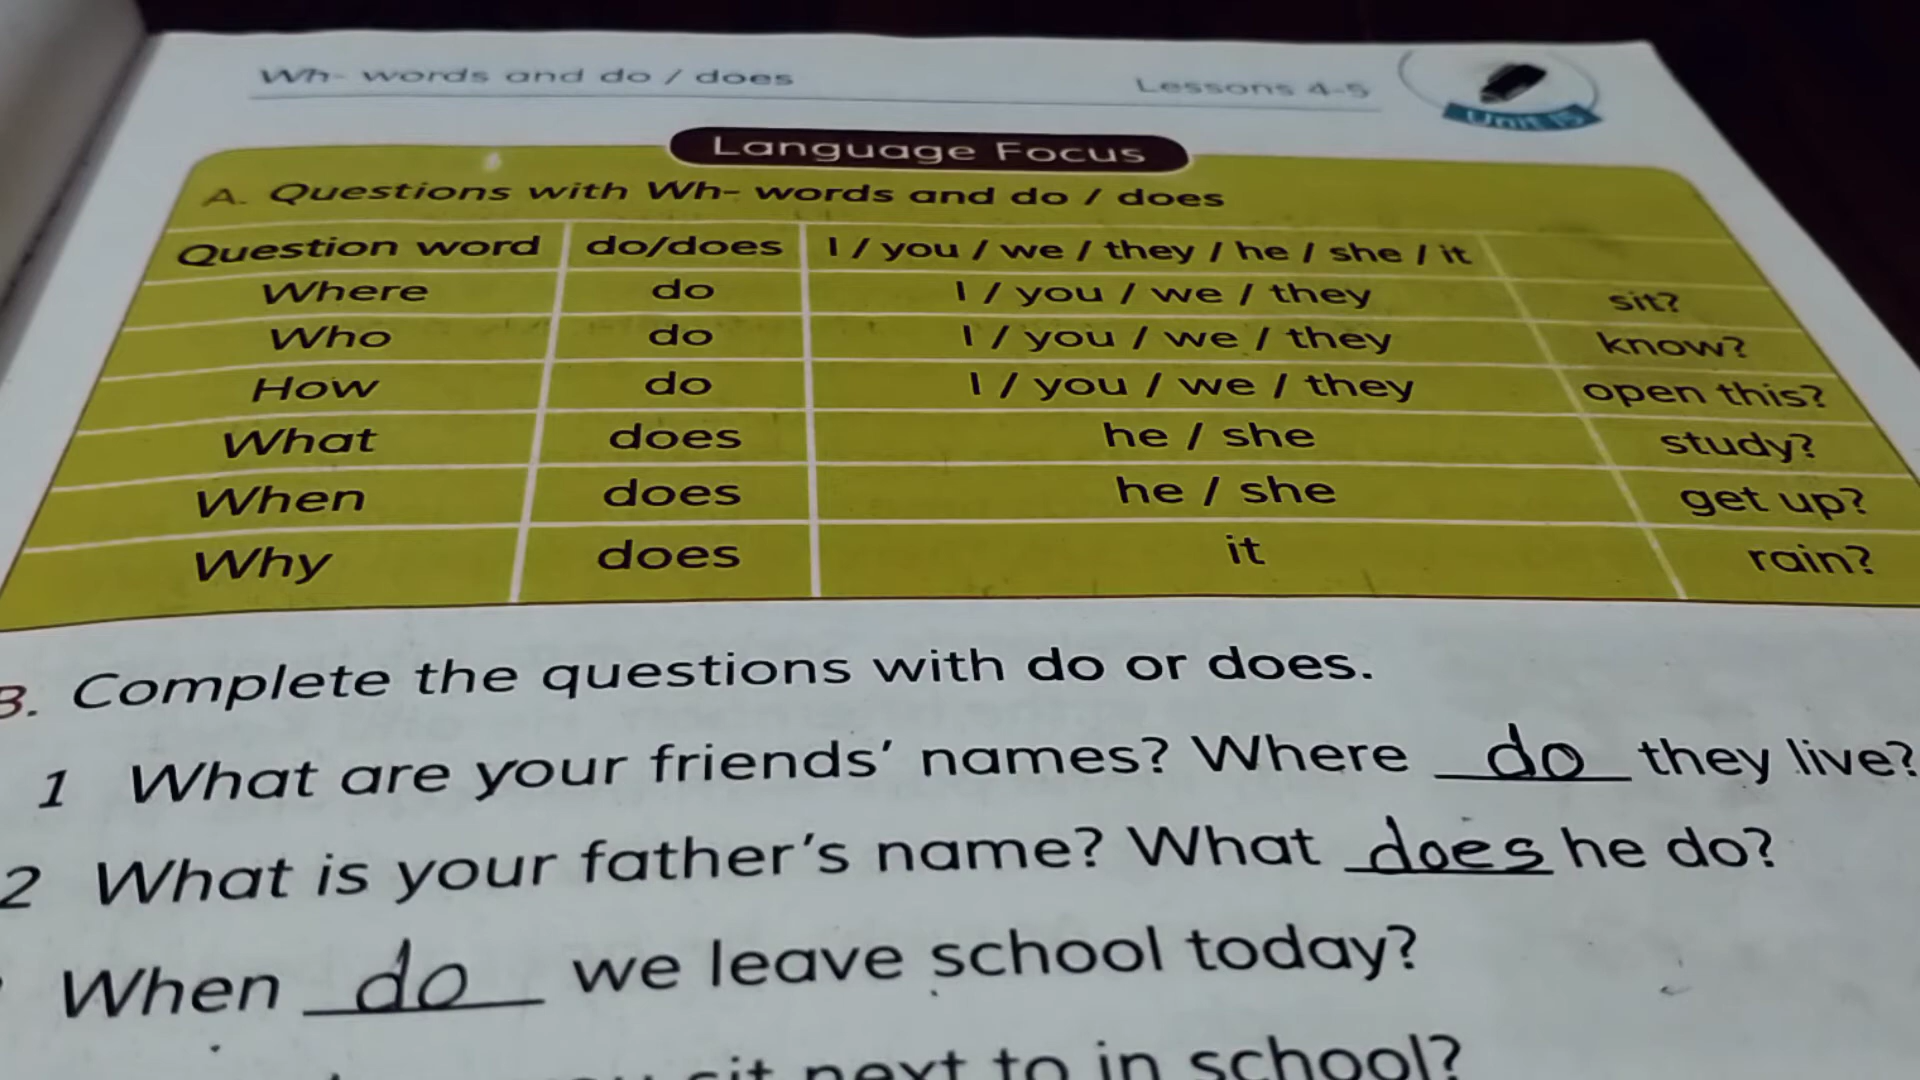 Wh- words and do / does
Lessons 4-5
Unit 15
Language Focus
A. Questions with Wh- words and do / does
Question word do/does I / you / we / they / he / she / it
Where do I / you / we / they sit?
Who do I / you / we / they know?
How do I / you / we / they open this?
What does he / she study?
When does he / she get up?
Why does it rain?
B. Complete the questions with do or does.
1 What are your friends' names? Where do they live?
2 What is your father's name? What does he do?
When do we leave school today?
sit next to in school?